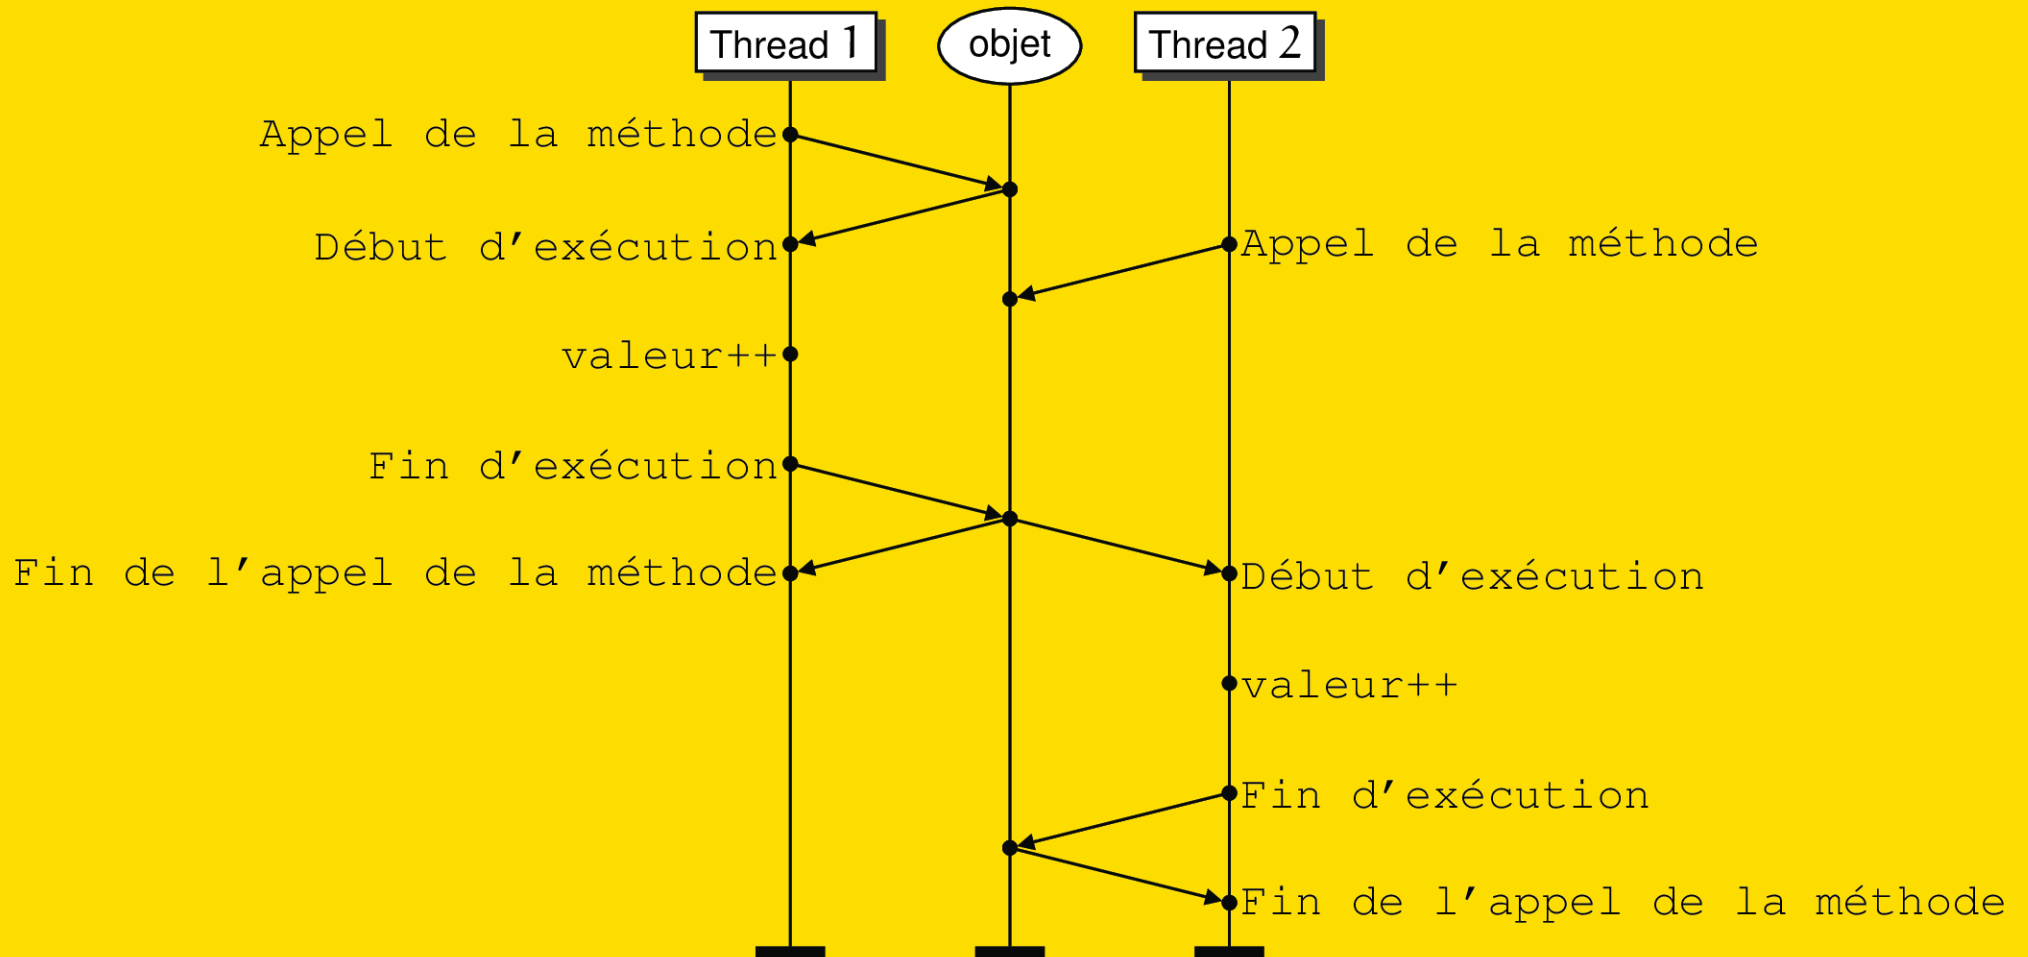 Thread 1 objet Thread 2
Appel de la méthode
Début d'exécution Appel de la méthode
valeur++
Fin d'exécution
Fin de l'appel de la méthode Début d'exécution
valeur++
Fin d'exécution
Fin de l'appel de la méthode